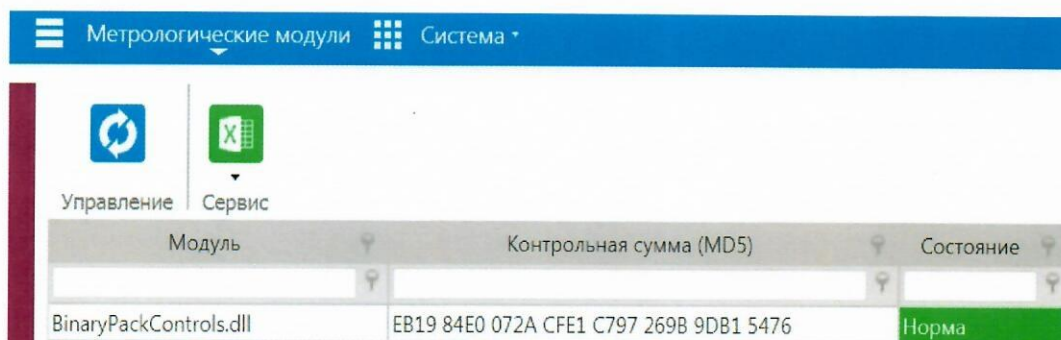 Метрологические модули Система
Управление Сервис
Модуль Контрольная сумма (MD5) Состояние
BinaryPackControls.dll EB19 84E0 072A CFE1 C797 269B 9DB1 5476 Норма